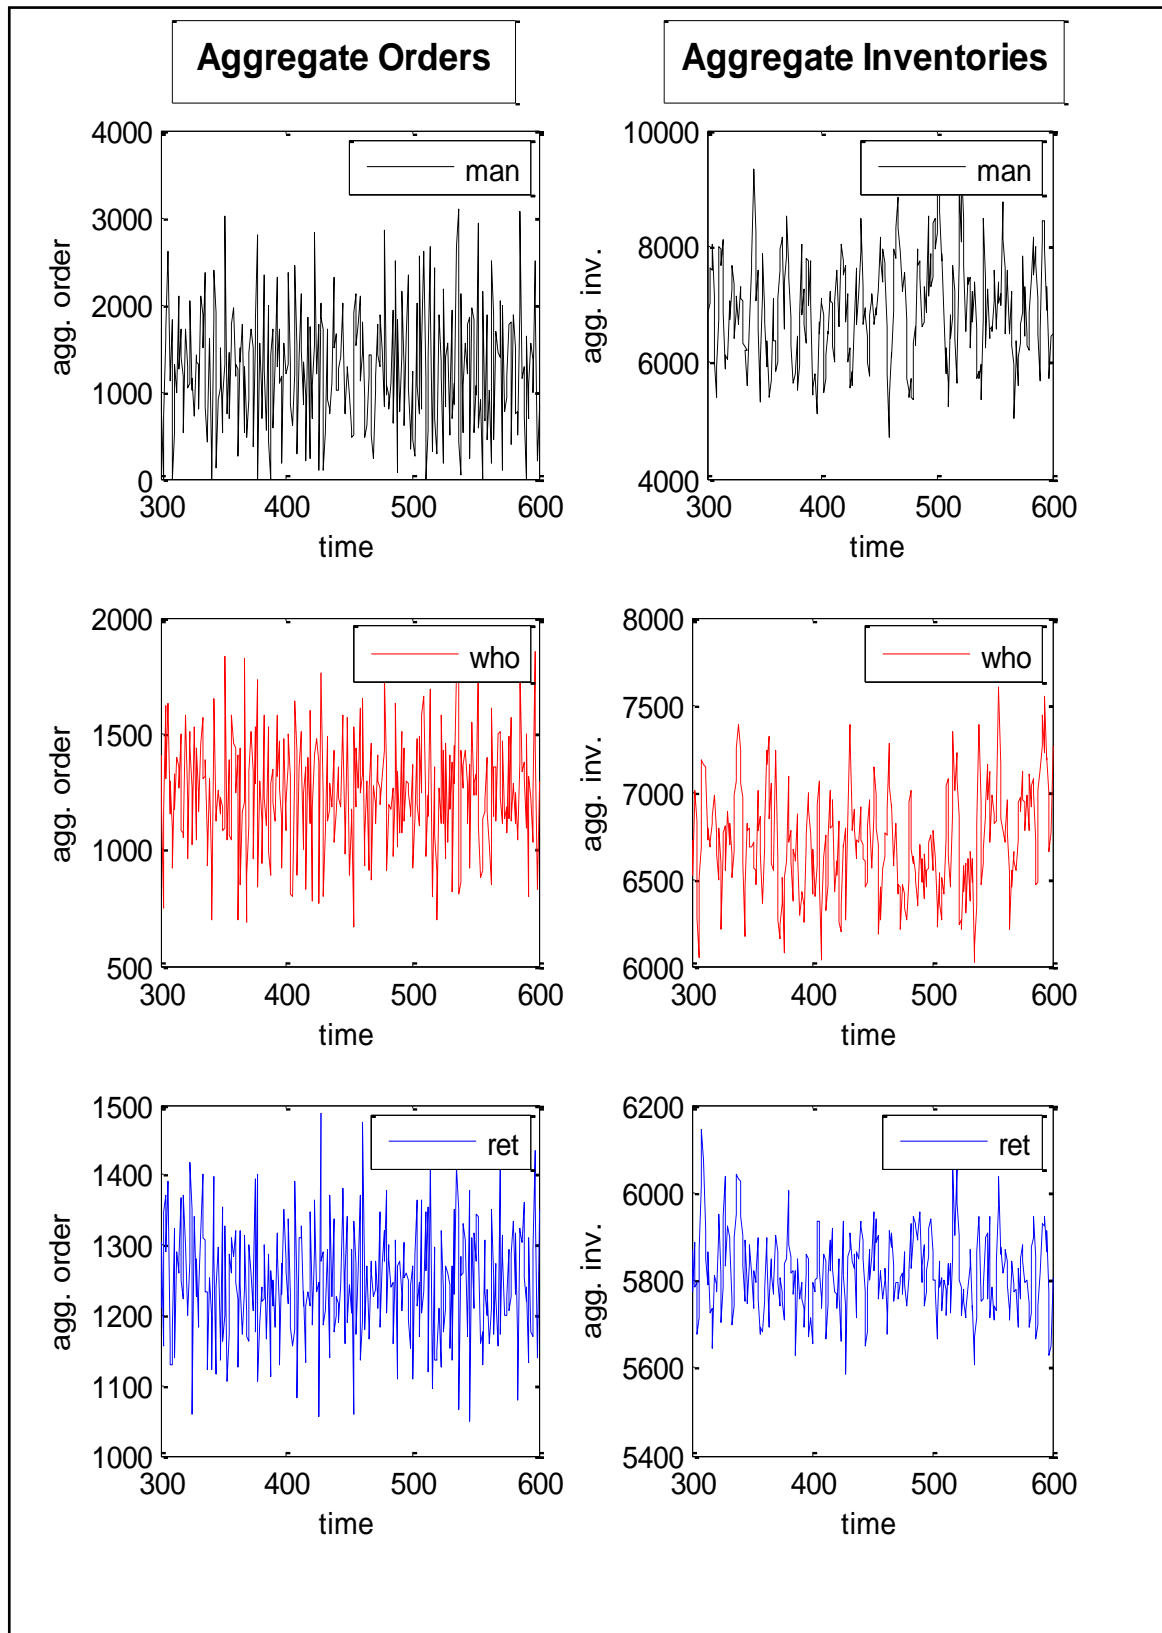 Aggregate Orders
Aggregate Inventories
4000
3000
2000
1000
0
300
400
500
600
agg. order
time
man
10000
8000
6000
4000
300
400
500
600
agg. inv.
time
man
2000
1500
1000
500
300
400
500
600
agg. order
time
who
8000
7500
7000
6500
6000
300
400
500
600
agg. inv.
time
who
1500
1400
1300
1200
1100
1000
300
400
500
600
agg. order
time
ret
6200
6000
5800
5600
5400
300
400
500
600
agg. inv.
time
ret